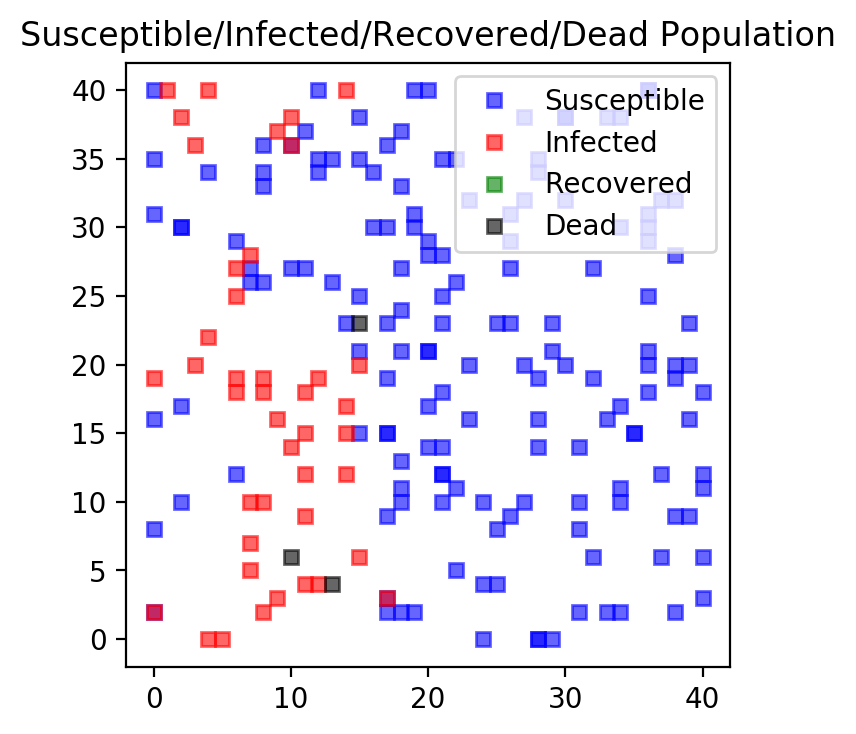 Susceptible/Infected/Recovered/Dead Population
40
35
30
25
20
15
10
5
0
0 10 20 30 40
Susceptible
Infected
Recovered
Dead